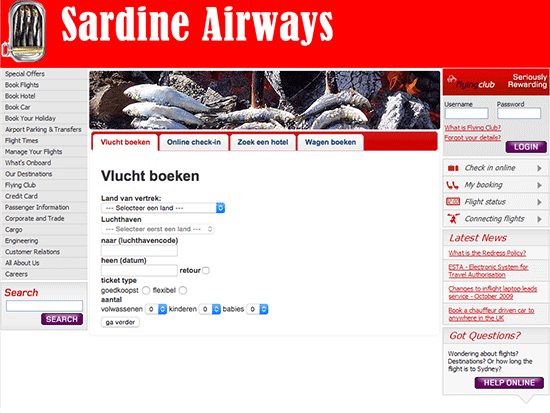 Sardine Airways
Special Offers
Book Flights
Book Hotel
Book Car
Book Your Holiday
Airport Parking & Transfers
Flight Times
Manage Your Flights
What's Onboard
Our Destinations
Flying Club
Credit Card
Passenger Information
Corporate and Trade
Cargo
Engineering
Customer Relations
All About Us
Careers
Search
SEARCH
Vlucht boeken
Online check-in
Zoek een hotel
Wagen boeken
Vlucht boeken
Land van vertrek:
--- Selecteer een land ---
Luchthaven
--- Selecteer eerst een land ---
naar (luchthavencode)
heen (datum)
retour
ticket type
goedkoopst flexibel
aantal
volwassenen 0 kinderen 0 babies 0
ga verder
flyingclub
Seriously
Rewarding
Username Password
What is Flying Club?
Forgot your details?
LOGIN
Check in online
My booking
Flight status
Connecting flights
Latest News
What is the Redress Policy?
ESTA - Electronic System for
Travel Authorisation
Changes to inflight laptop leads
service - October 2009
Book a chauffeur driven car to
anywhere in the UK
Got Questions?
Wondering about flights?
Destinations? Or how long the
flight is to Sydney?
HELP ONLINE